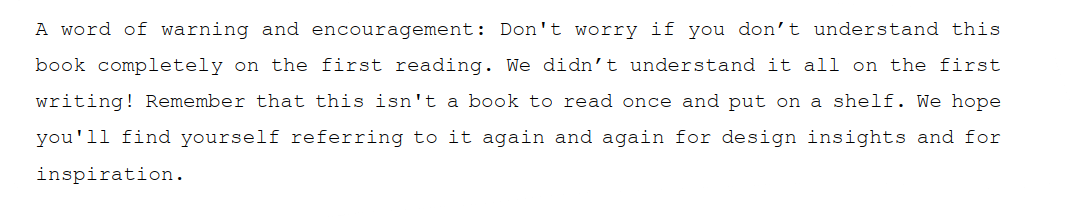 A word of warning and encouragement: Don't worry if you don’t understand this
book completely on the first reading. We didn’t understand it all on the first
writing! Remember that this isn't a book to read once and put on a shelf. We hope
you'll find yourself referring to it again and again for design insights and for
inspiration.